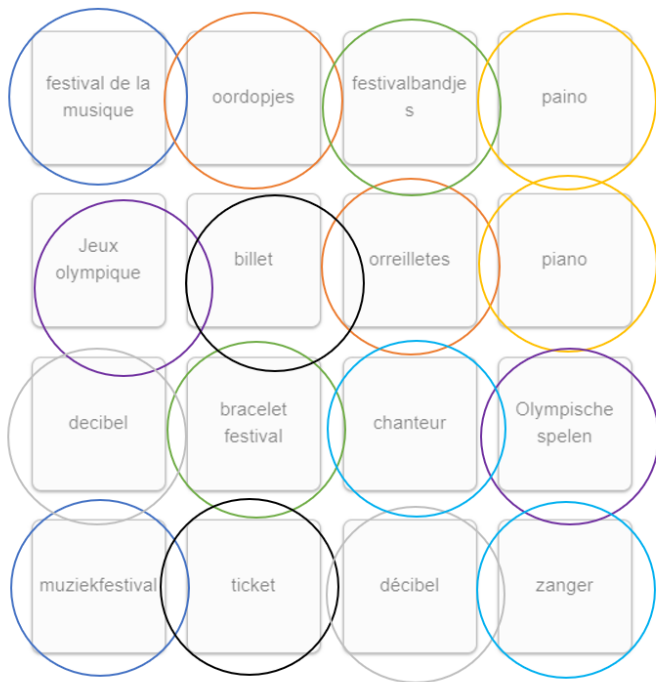 festival de la
musique
oordopjes
festivalbandje
s
paino
Jeux
olympique
billet
orreilletes
piano
decibel
bracelet
festival
chanteur
Olympische
spelen
muziekfestival
ticket
décibel
zanger